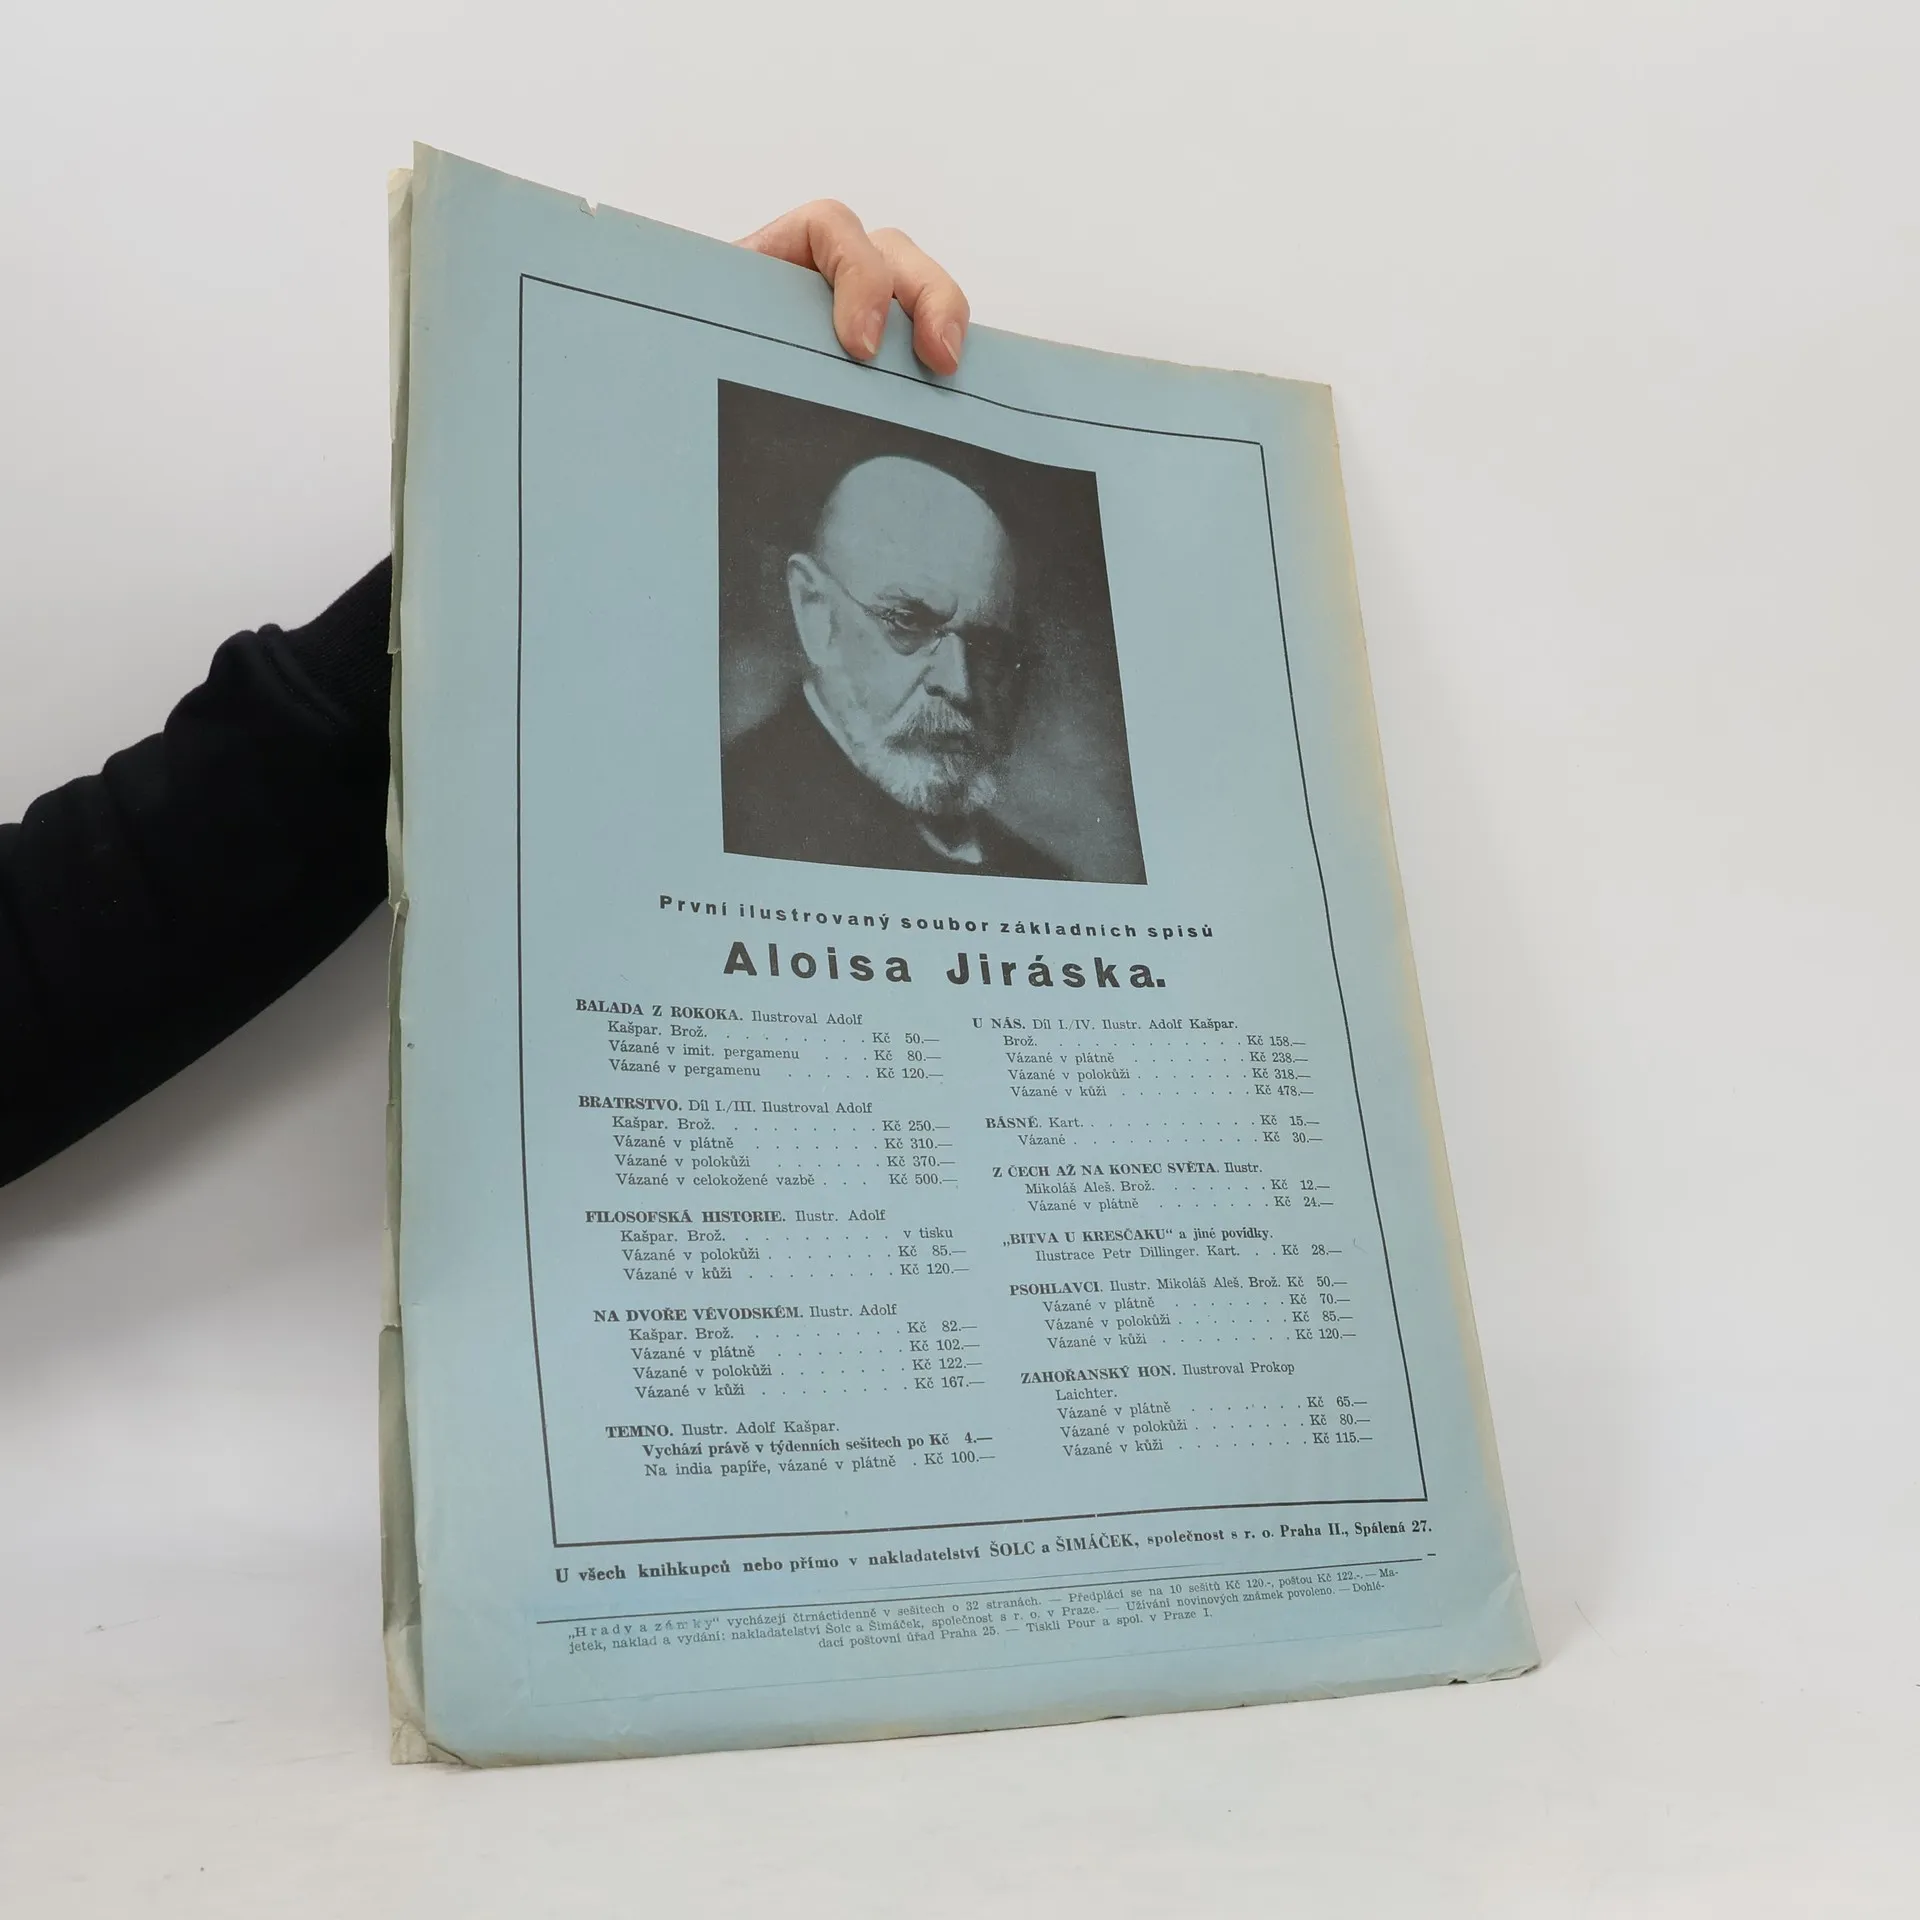 První ilustrovaný soubor základních spisů
Aloisa Jiráska.
BALADA Z ROKOKA. Ilustroval Adolf
Kašpar. Brož. . . . . . . . . Kč 50.—
Vázané v imit. pergamenu . . . Kč 80.—
Vázané v pergamenu . . . . . Kč 120.—
BRATRSTVO. Díl I./III. Ilustroval Adolf
Kašpar. Brož. . . . . . . . . Kč 250.—
Vázané v plátně . . . . . . . Kč 310.—
Vázané v polokůži . . . . . . Kč 370.—
Vázané v celokožené vazbě . . . Kč 500.—
FILOSOFSKÁ HISTORIE. Ilustr. Adolf
Kašpar. Brož. . . . . . . . . v tisku
Vázané v polokůži . . . . . . . Kč 85.—
Vázané v kůži . . . . . . . . Kč 120.—
NA DVOŘE VÉVODSKÉM. Ilustr. Adolf
Kašpar. Brož. . . . . . . . . Kč 82.—
Vázané v plátně . . . . . . . Kč 102.—
Vázané v polokůži . . . . . . . Kč 122.—
Vázané v kůži . . . . . . . . Kč 167.—
TEMNO. Ilustr. Adolf Kašpar.
Vychází právě v týdenních sešitech po Kč 4.—
Na india papíře, vázané v plátně . Kč 100.—
U NÁS. Díl I./IV. Ilustr. Adolf Kašpar.
Brož. . . . . . . . . . . . Kč 158.—
Vázané v plátně . . . . . . . Kč 238.—
Vázané v polokůži . . . . . . . Kč 318.—
Vázané v kůži . . . . . . . . Kč 478.—
BÁSNĚ. Kart. . . . . . . . . . . Kč 15.—
Vázané . . . . . . . . . . . Kč 30.—
Z ČECH AŽ NA KONEC SVĚTA. Ilustr.
Mikoláš Aleš. Brož. . . . . . . Kč 12.—
Vázané v plátně . . . . . . . Kč 24.—
„BITVA U KRESČAKU“ a jiné povídky.
Ilustrace Petr Dillinger. Kart. . . Kč 28.—
PSOHLAVCI. Ilustr. Mikoláš Aleš. Brož. Kč 50.—
Vázané v plátně . . . . . . . Kč 70.—
Vázané v polokůži . . . . . . . Kč 85.—
Vázané v kůži . . . . . . . . Kč 120.—
ZAHOŘANSKÝ HON. Ilustroval Prokop
Laichter.
Vázané v plátně . . . . . . . Kč 65.—
Vázané v polokůži . . . . . . . Kč 80.—
Vázané v kůži . . . . . . . . Kč 115.—
U všech knihkupců nebo přímo v nakladatelství ŠOLC a ŠIMÁČEK, společnost s r. o. Praha II., Spálená 27.
„Hrady a zámky“ vycházejí čtrnáctidenně v sešitech o 32 stranách. — Předplácí se na 10 sešitů Kč 120.-, poštou Kč 122.-. — Ma-
jetek, náklad a vydání: nakladatelství Šolc a Šimáček, společnost s r. o. v Praze. — Užívání novinových známek povoleno. — Dohlé-
dací poštovní úřad Praha 25. — Tiskli Pour a spol. v Praze I.